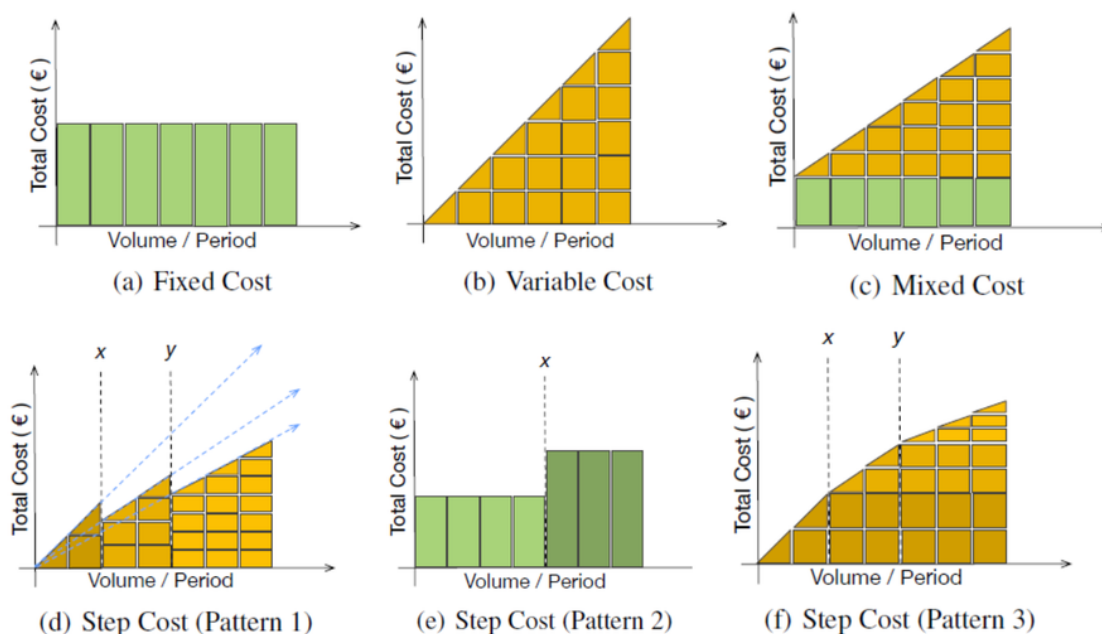 Total Cost (€)
Volume / Period
(a) Fixed Cost
Total Cost (€)
Volume / Period
(b) Variable Cost
Total Cost (€)
Volume / Period
(c) Mixed Cost
x
y
Total Cost (€)
Volume / Period
(d) Step Cost (Pattern 1)
x
Total Cost (€)
Volume / Period
(e) Step Cost (Pattern 2)
x
y
Total Cost (€)
Volume / Period
(f) Step Cost (Pattern 3)